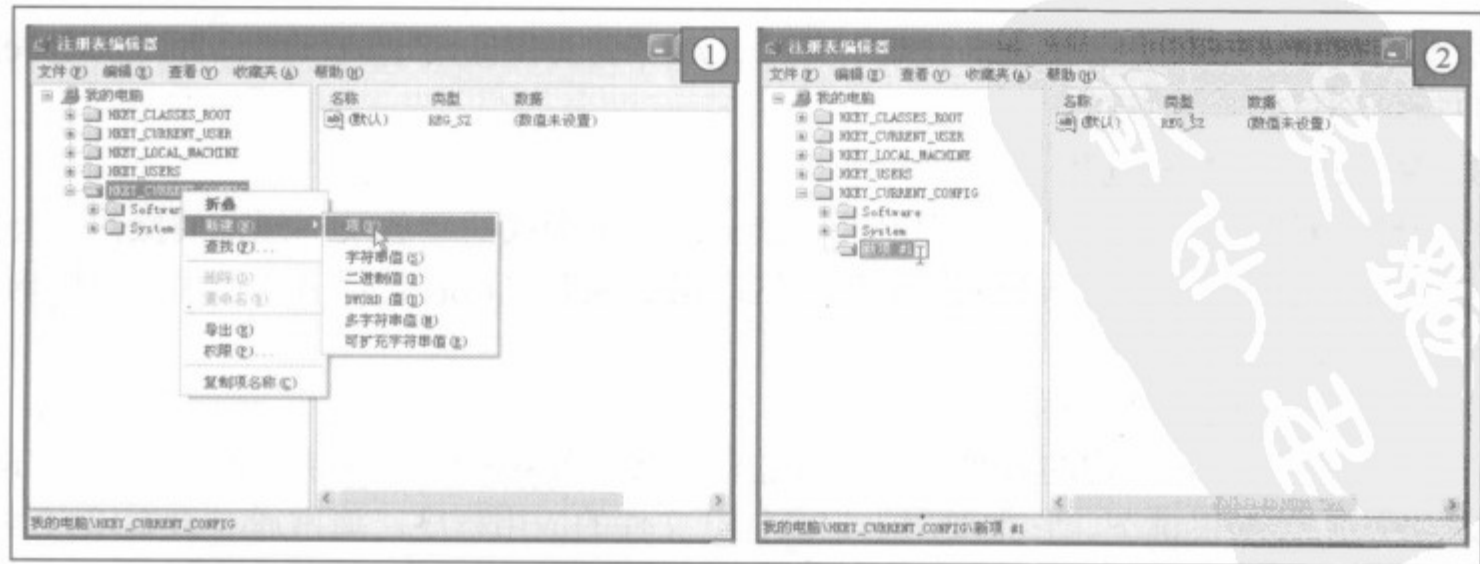 注册表编辑器
①
文件(F) 编辑(E) 查看(V) 收藏夹(A) 帮助(H)
我的电脑
HKEY_CLASSES_ROOT
HKEY_CURRENT_USER
HKEY_LOCAL_MACHINE
HKEY_USERS
HKEY_CURRENT_CONFIG
Softwar
System
名称 类型 数据
ab (默认) REG_SZ (数值未设置)
折叠
新建(N)
查找(F)...
删除(D)
重命名(R)
导出(E)
权限(P)...
复制项名称(C)
项(K)
字符串值(S)
二进制值(B)
DWORD 值(D)
多字符串值(M)
可扩充字符串值(E)
我的电脑\HKEY_CURRENT_CONFIG
注册表编辑器
②
文件(F) 编辑(E) 查看(V) 收藏夹(A) 帮助(H)
我的电脑
HKEY_CLASSES_ROOT
HKEY_CURRENT_USER
HKEY_LOCAL_MACHINE
HKEY_USERS
HKEY_CURRENT_CONFIG
Software
System
新项 #1
名称 类型 数据
ab (默认) REG_SZ (数值未设置)
我的电脑\HKEY_CURRENT_CONFIG\新项 #1